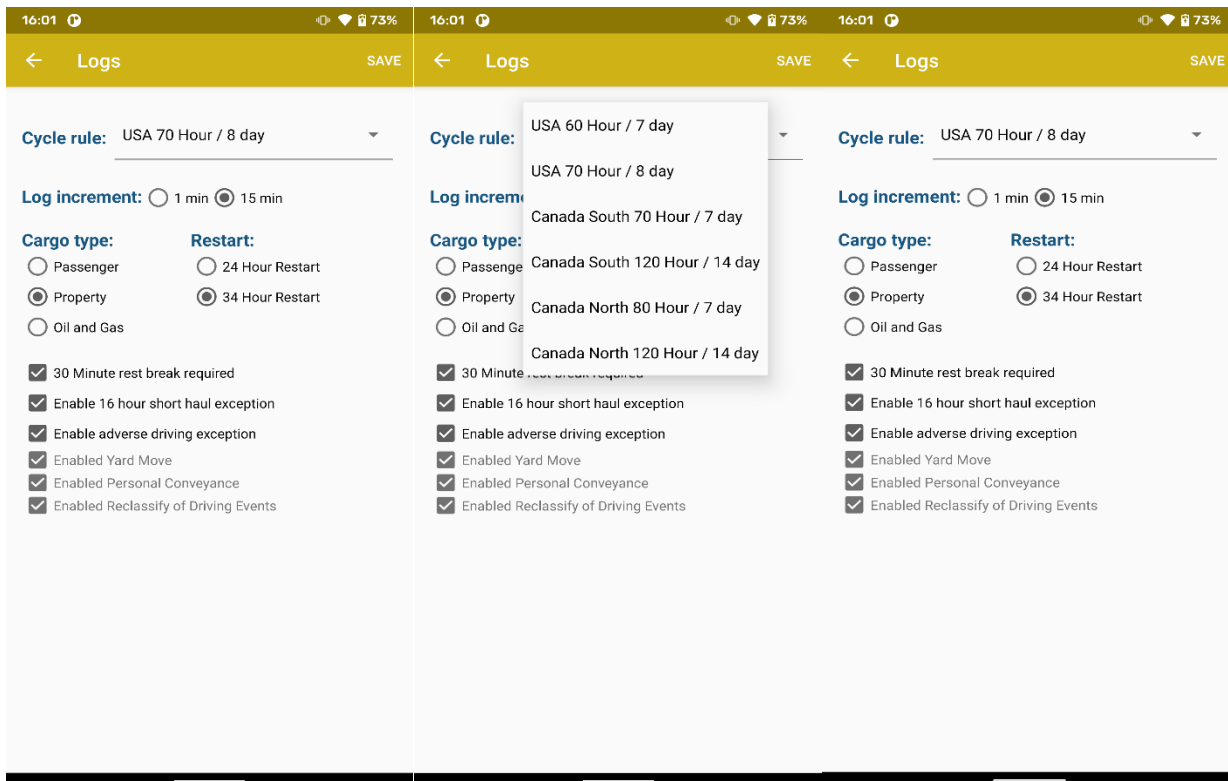 16:01
73%
Logs
SAVE
Cycle rule:
USA 70 Hour / 8 day
Log increment:
1 min
15 min
Cargo type:
Restart:
Passenger
24 Hour Restart
Property
34 Hour Restart
Oil and Gas
30 Minute rest break required
Enable 16 hour short haul exception
Enable adverse driving exception
Enabled Yard Move
Enabled Personal Conveyance
Enabled Reclassify of Driving Events
16:01
73%
Logs
SAVE
Cycle rule:
USA 60 Hour / 7 day
USA 70 Hour / 8 day
Canada South 70 Hour / 7 day
Canada South 120 Hour / 14 day
Canada North 80 Hour / 7 day
Canada North 120 Hour / 14 day
Log increme
Cargo type:
Passenge
Property
Oil and Ga
30 Minute rest break required
Enable 16 hour short haul exception
Enable adverse driving exception
Enabled Yard Move
Enabled Personal Conveyance
Enabled Reclassify of Driving Events
16:01
73%
Logs
SAVE
Cycle rule:
USA 70 Hour / 8 day
Log increment:
1 min
15 min
Cargo type:
Restart:
Passenger
24 Hour Restart
Property
34 Hour Restart
Oil and Gas
30 Minute rest break required
Enable 16 hour short haul exception
Enable adverse driving exception
Enabled Yard Move
Enabled Personal Conveyance
Enabled Reclassify of Driving Events